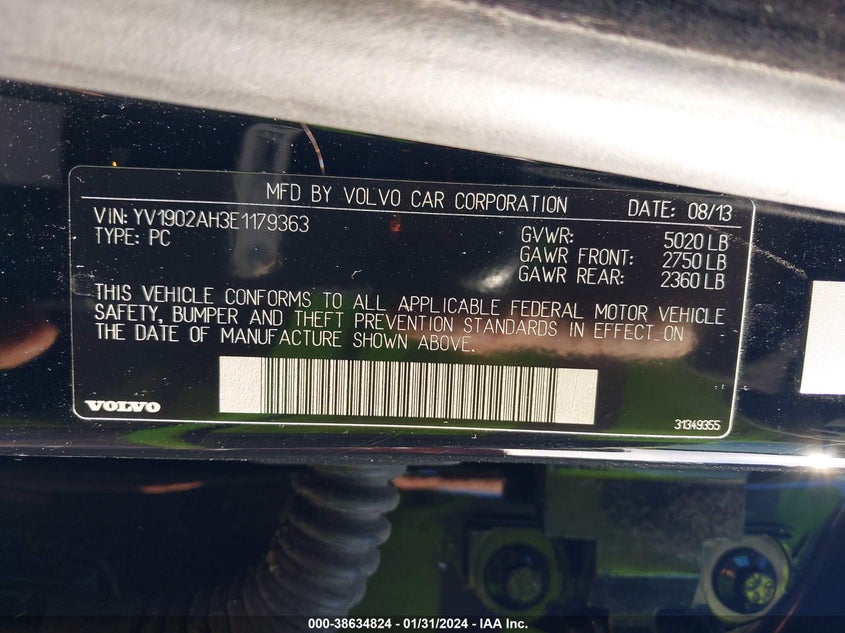 MFD BY VOLVO CAR CORPORATION DATE: 08/13
VIN: YV1902AH3E1179363
TYPE: PC
GVWR: 5020 LB
GAWR FRONT: 2750 LB
GAWR REAR: 2360 LB
THIS VEHICLE CONFORMS TO ALL APPLICABLE FEDERAL MOTOR VEHICLE
SAFETY, BUMPER AND THEFT PREVENTION STANDARDS IN EFFECT ON
THE DATE OF MANUFACTURE SHOWN ABOVE.
VOLVO
31349355
000-38634824 / 01/31/2024 - IAA Inc.